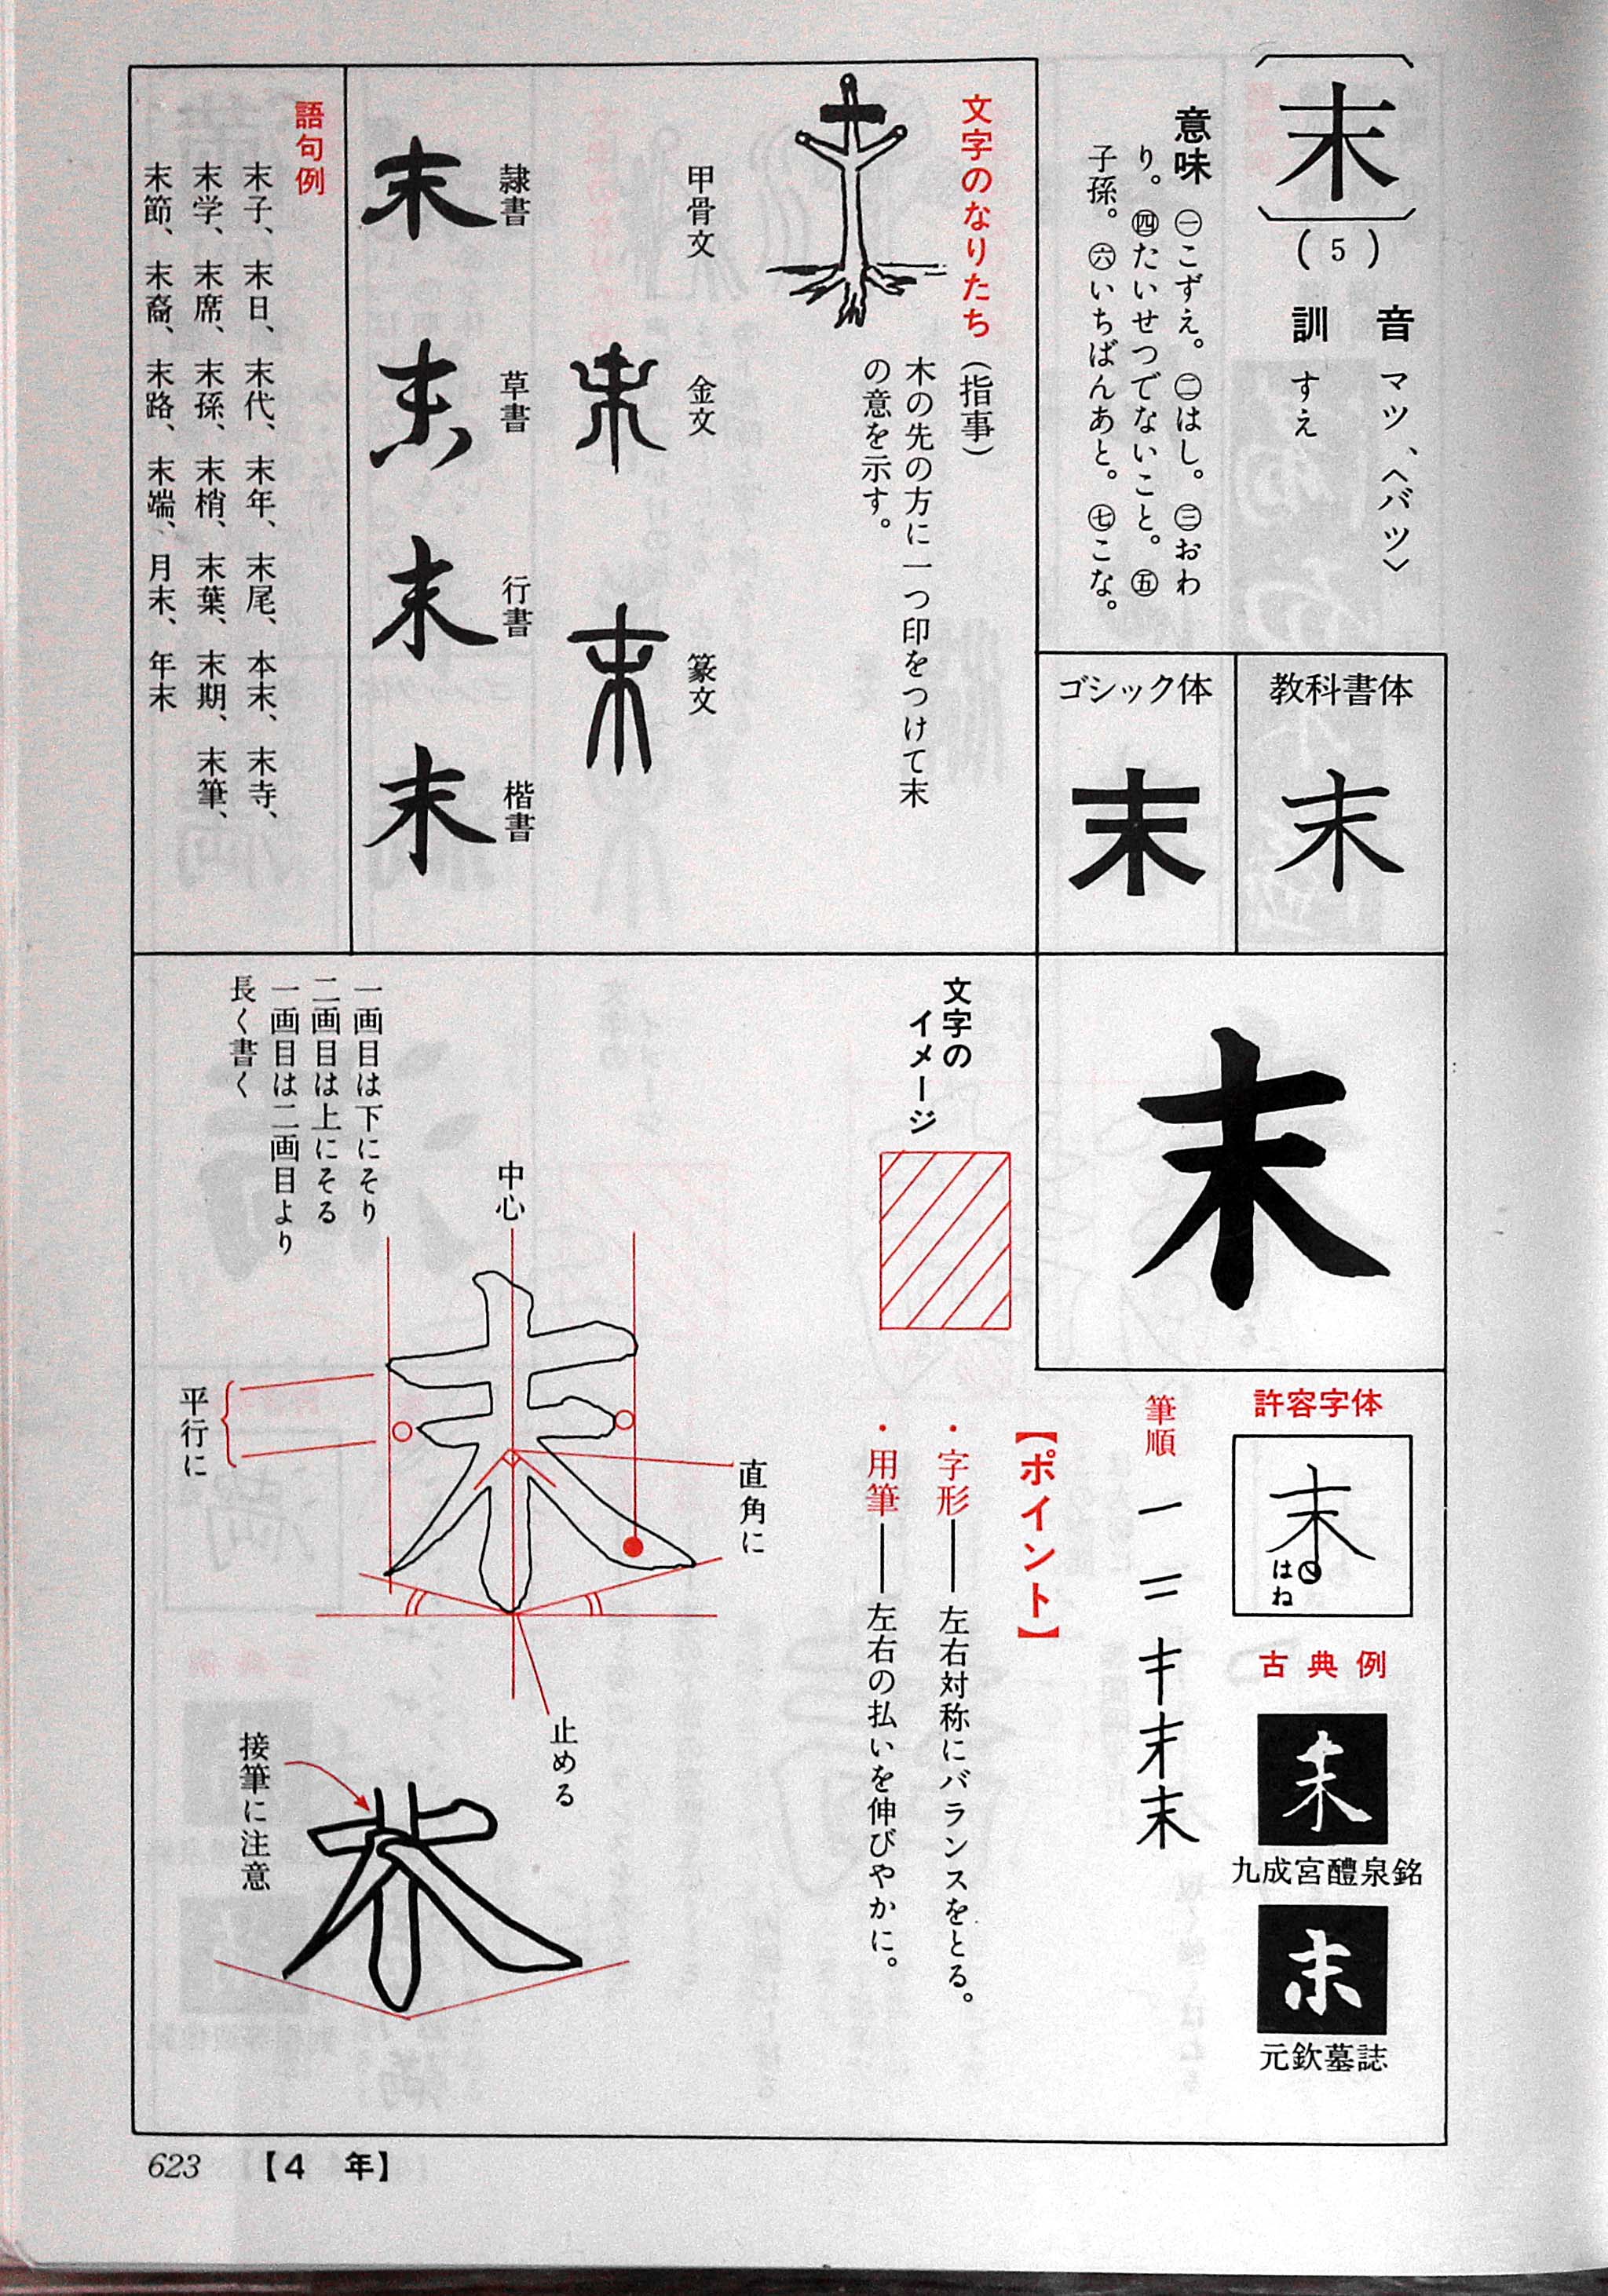 〔末〕(5)
音 マツ、〈バツ〉
訓 すえ
意味 ㊀こずえ。㊁はし。㊂おわ
り。㊃たいせつでないこと。㊄
子孫。㊅いちばんあと。㊆こな。
教科書体
末
ゴシック体
末
文字のなりたち(指事)
木の先の方に一つ印をつけて末
の意を示す。
甲骨文
金文
篆文
隷書
草書
行書
楷書
末
末
末
末
末
末
語句例
末子、末日、末代、末年、末尾、本末、末寺、
末学、末席、末孫、末梢、末葉、末期、末筆、
末節、末裔、末路、末端、月末、年末
末
許容字体
末
はね
古典例
末
九成宮醴泉銘
末
元欽墓誌
筆順
一 二 キ 末
【ポイント】
・字形——左右対称にバランスをとる。
・用筆——左右の払いを伸びやかに。
文字の
イメージ
直角に
止める
中心
一画目は下にそり
二画目は上にそる
一画目は二画目より
長く書く
平行に
接筆に注意
623 【4 年】